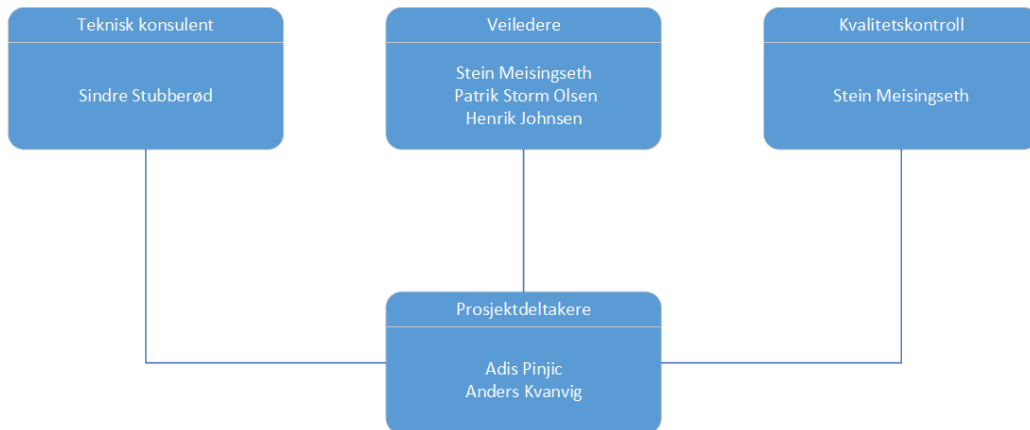 Teknisk konsulent
Sindre Stubberød
Veiledere
Stein Meisingseth
Patrik Storm Olsen
Henrik Johnsen
Kvalitetskontroll
Stein Meisingseth
Prosjektdeltakere
Adis Pinjic
Anders Kvanvig